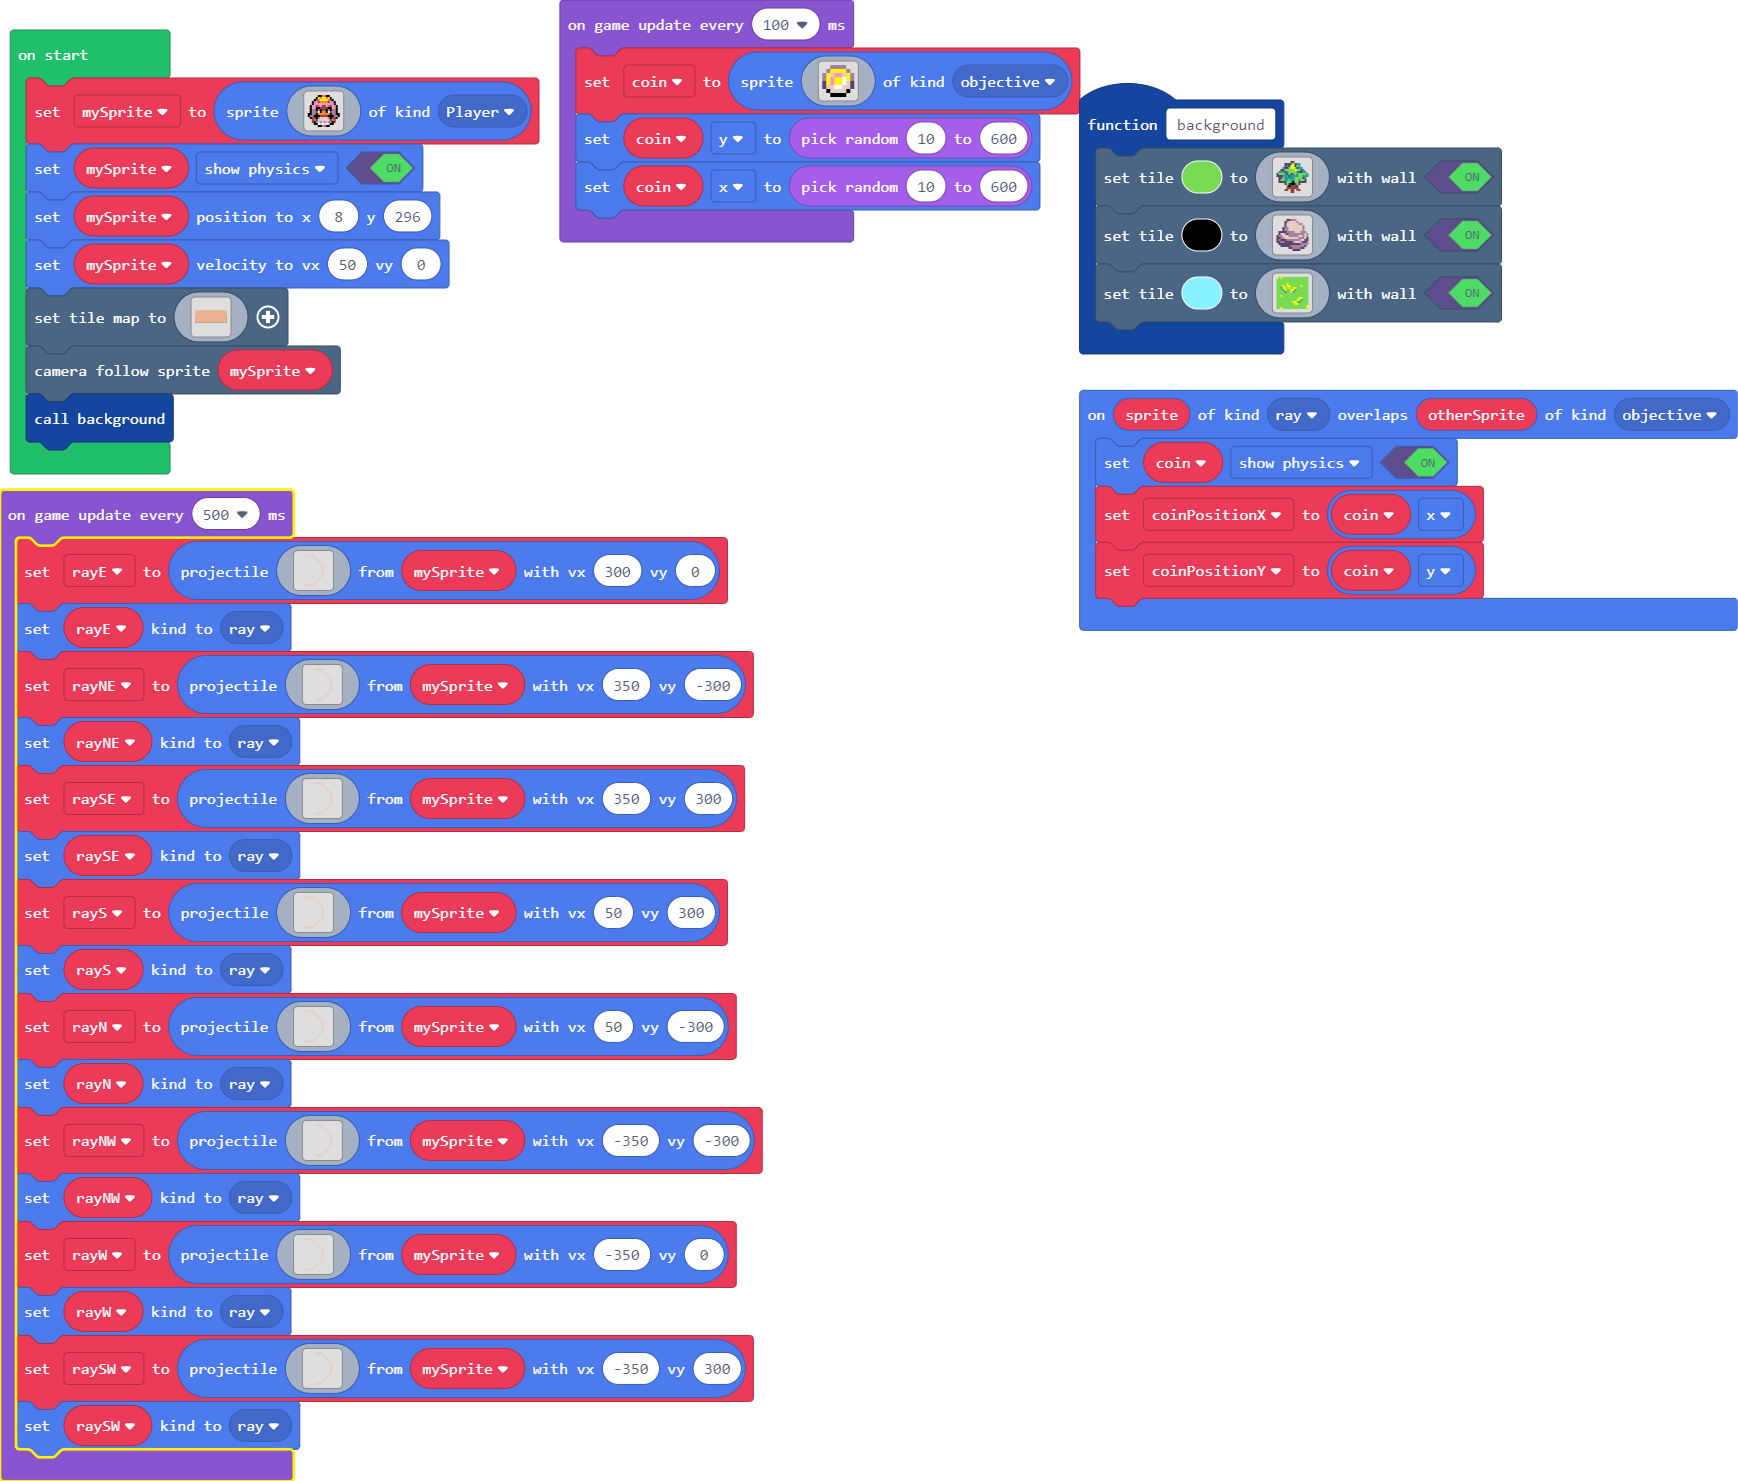 on start
set mySprite to sprite of kind Player
set mySprite show physics ON
set mySprite position to x 8 y 296
set mySprite velocity to vx 50 vy 0
set tile map to
camera follow sprite mySprite
call background
on game update every 100 ms
set coin to sprite of kind objective
set coin y to pick random 10 to 600
set coin x to pick random 10 to 600
function background
set tile to with wall ON
set tile to with wall ON
set tile to with wall ON
on sprite of kind ray overlaps otherSprite of kind objective
set coin show physics ON
set coinPositionX to coin x
set coinPositionY to coin y
on game update every 500 ms
set rayE to projectile from mySprite with vx 300 vy 0
set rayE kind to ray
set rayNE to projectile from mySprite with vx 350 vy -300
set rayNE kind to ray
set raySE to projectile from mySprite with vx 350 vy 300
set raySE kind to ray
set rayS to projectile from mySprite with vx 50 vy 300
set rayS kind to ray
set rayN to projectile from mySprite with vx 50 vy -300
set rayN kind to ray
set rayNW to projectile from mySprite with vx -350 vy -300
set rayNW kind to ray
set rayW to projectile from mySprite with vx -350 vy 0
set rayW kind to ray
set raySW to projectile from mySprite with vx -350 vy 300
set raySW kind to ray